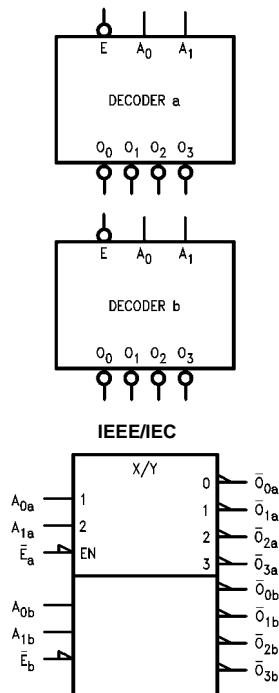 E A₀ A₁
DECODER a
O₀ O₁ O₂ O₃
E A₀ A₁
DECODER b
O₀ O₁ O₂ O₃
IEEE/IEC
X/Y
A₀ₐ 1 0 Ō₀ₐ
A₁ₐ 2 1 Ō₁ₐ
Ēₐ EN 2 Ō₂ₐ
3 Ō₃ₐ
A₀b Ō₀b
A₁b Ō₁b
Ēb Ō₂b
Ō₃b